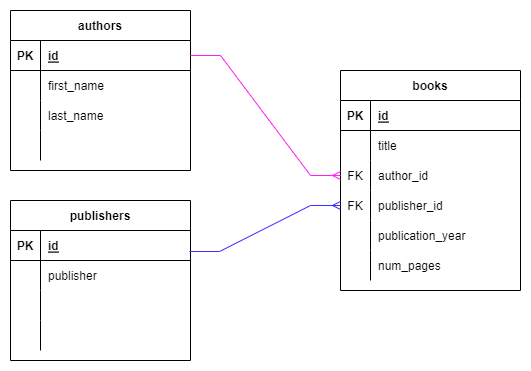 authors
PK id
first_name
last_name
books
PK id
title
FK author_id
FK publisher_id
publication_year
num_pages
publishers
PK id
publisher